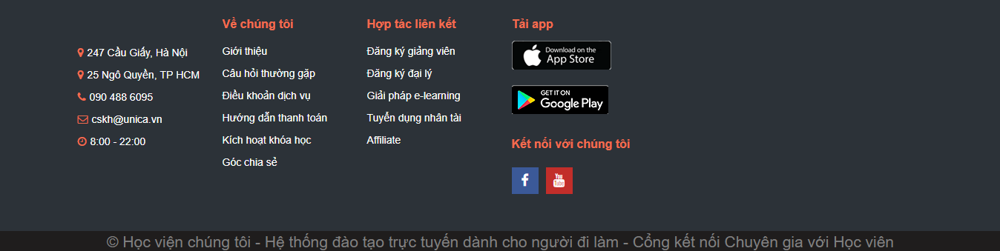 247 Cầu Giấy, Hà Nội
25 Ngô Quyền, TP HCM
090 488 6095
cskh@unica.vn
8:00 - 22:00
Về chúng tôi
Giới thiệu
Câu hỏi thường gặp
Điều khoản dịch vụ
Hướng dẫn thanh toán
Kích hoạt khóa học
Góc chia sẻ
Hợp tác liên kết
Đăng ký giảng viên
Đăng ký đại lý
Giải pháp e-learning
Tuyển dụng nhân tài
Affiliate
Tải app
Download on the
App Store
GET IT ON
Google Play
Kết nối với chúng tôi
f
You
Tube
© Học viện chúng tôi - Hệ thống đào tạo trực tuyến dành cho người đi làm - Cổng kết nối Chuyên gia với Học viên